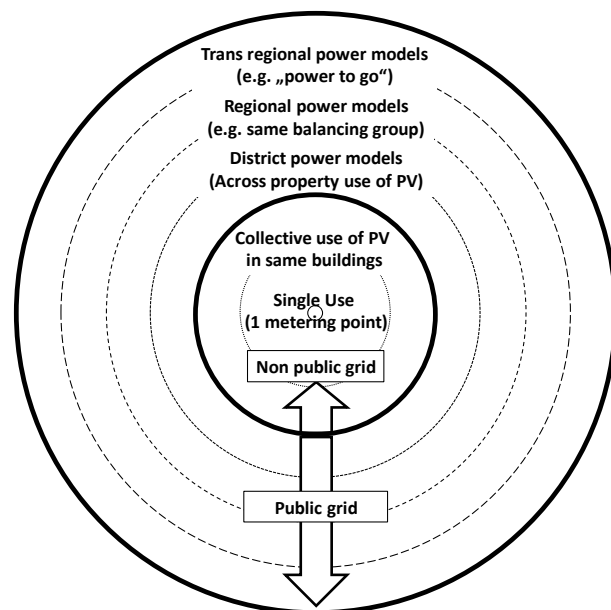 Trans regional power models
(e.g. „power to go“)
Regional power models
(e.g. same balancing group)
District power models
(Across property use of PV)
Collective use of PV
in same buildings
Single Use
(1 metering point)
Non public grid
Public grid